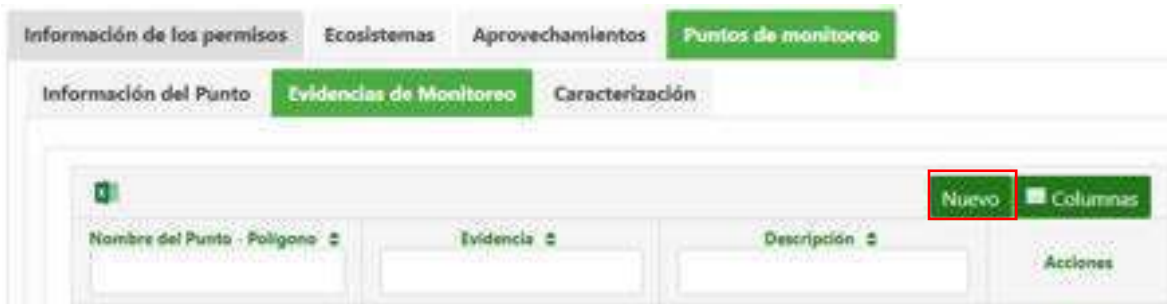 Información de los permisos Ecosistemas Aprovechamientos Puntos de monitoreo
Información del Punto Evidencias de Monitoreo Caracterización
Nuevo Columnas
Nombre del Punto - Poligono Evidencia Descripción Acciones